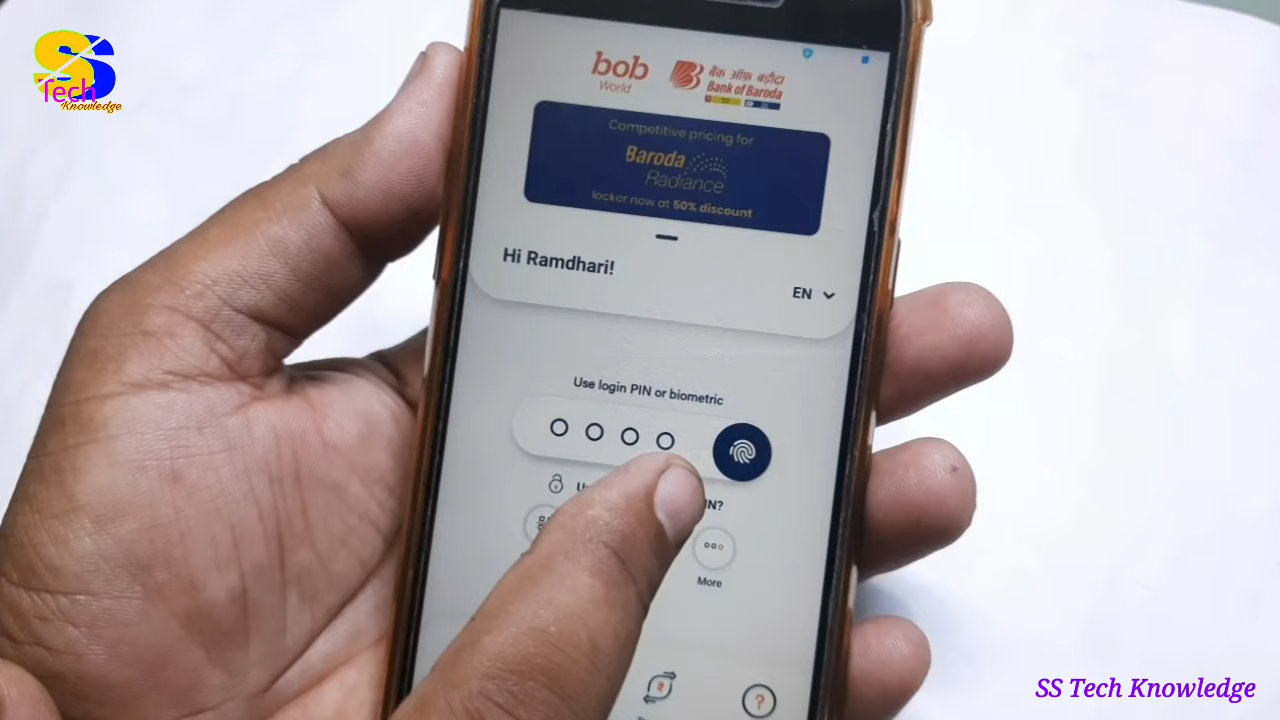 SS
Tech
Knowledge
bob
World
बैंक ऑफ़ बड़ौदा
Bank of Baroda
Competitive pricing for
Baroda
Radiance
locker now at 50% discount
Hi Ramdhari!
EN
Use login PIN or biometric
IN?
More
SS Tech Knowledge